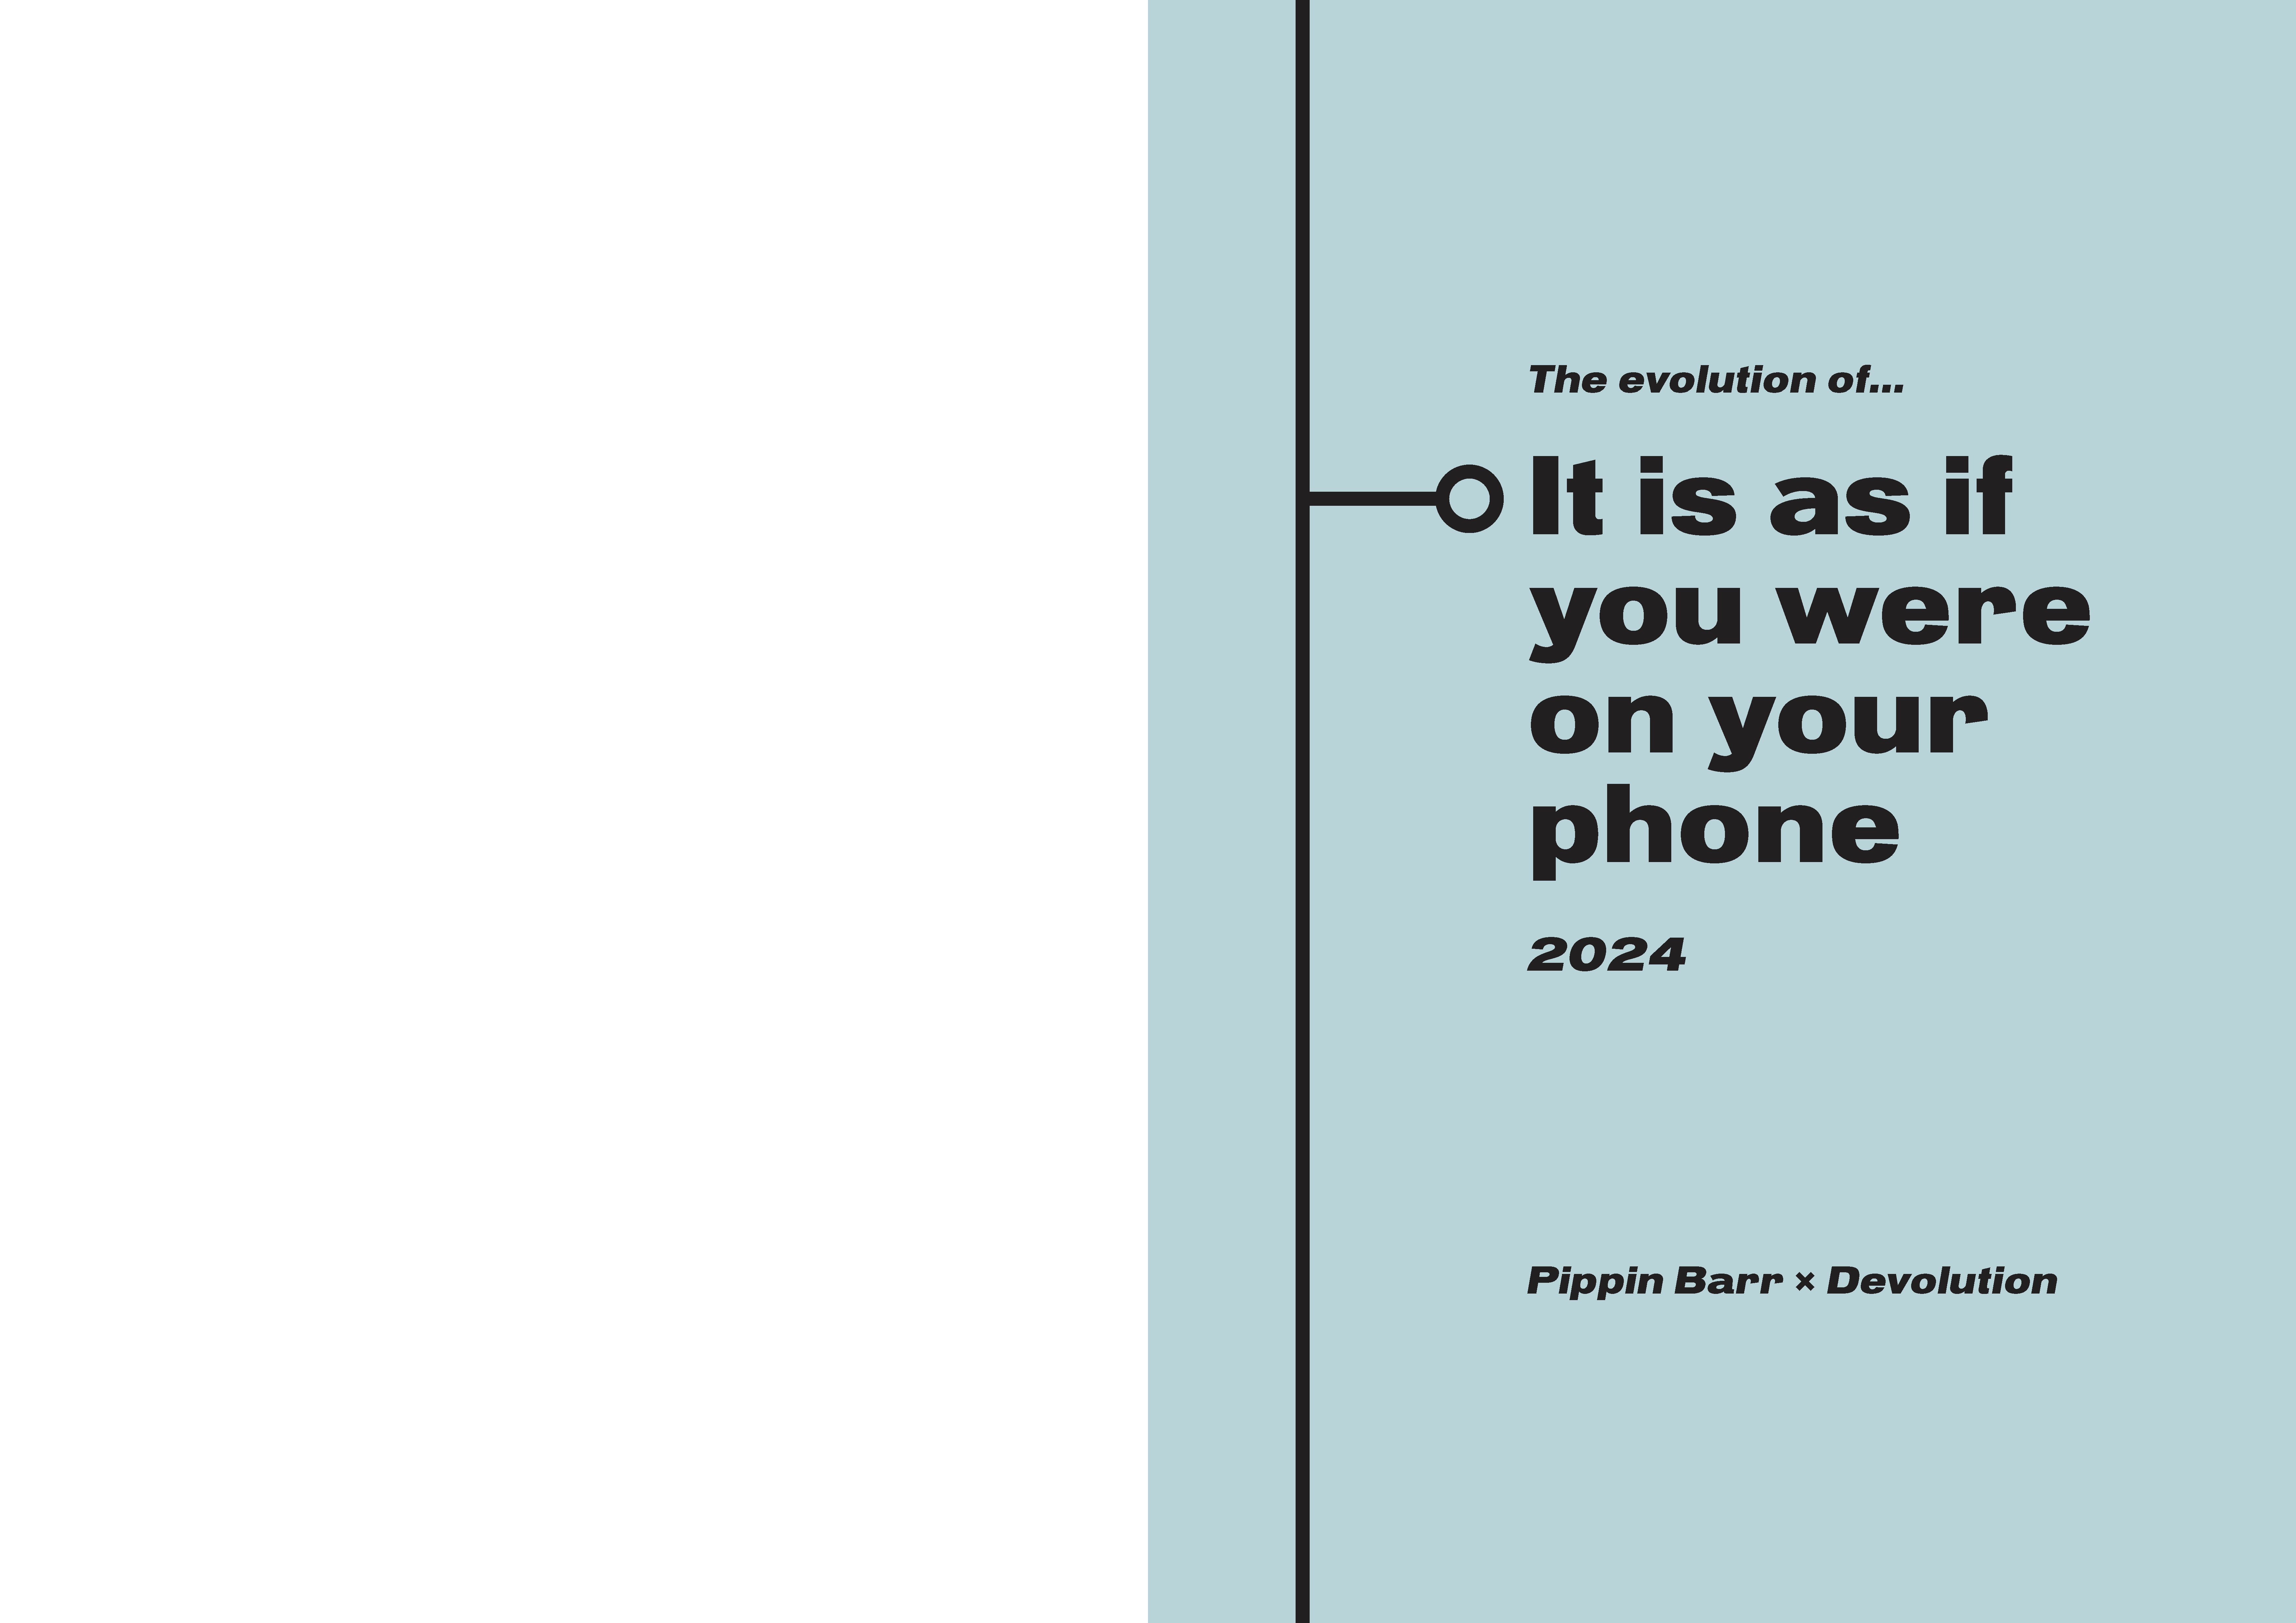 The evolution of...
It is as if
you were
on your
phone
2024
Pippin Barr × Devolution